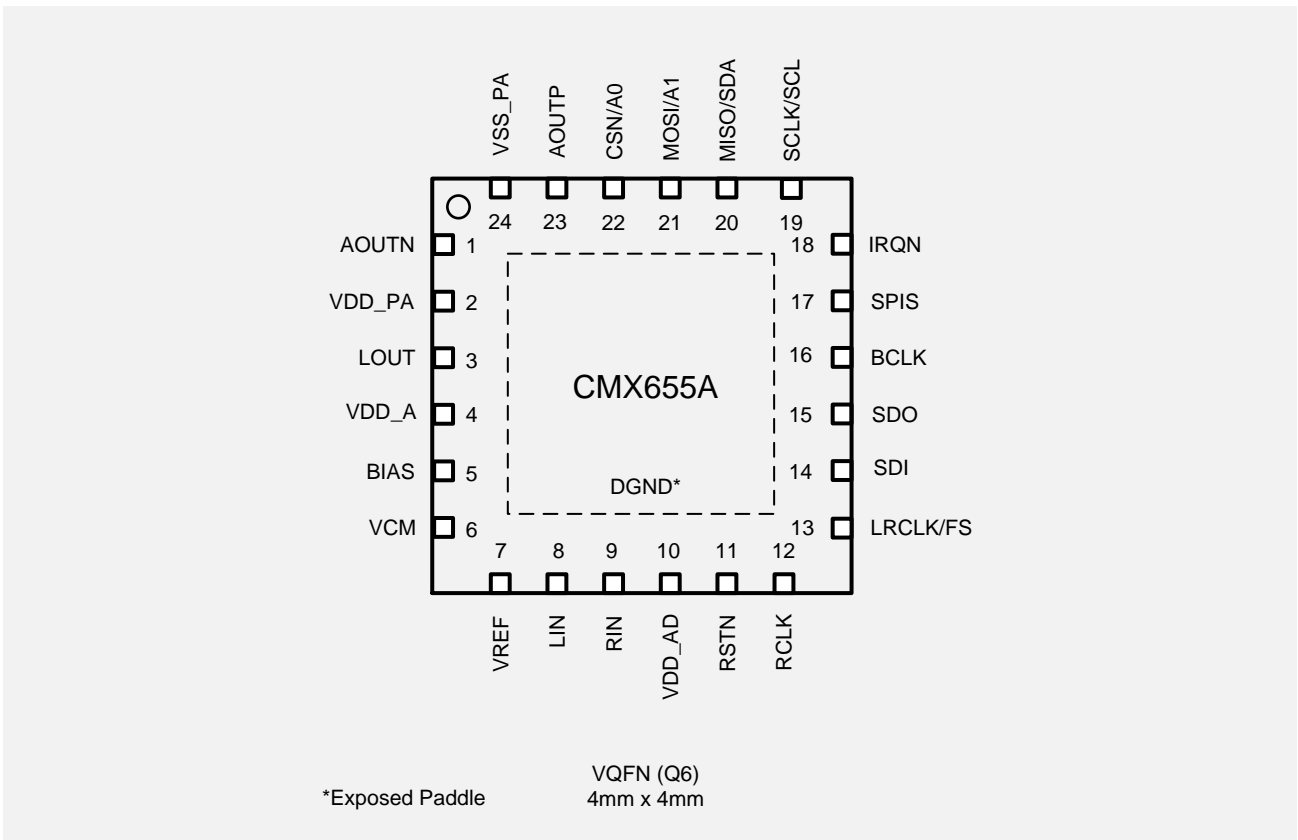 VSS_PA
AOUTP
CSN/A0
MOSI/A1
MISO/SDA
SCLK/SCL
24
23
22
21
20
19
AOUTN
1
VDD_PA
2
LOUT
3
VDD_A
4
BIAS
5
VCM
6
18
IRQN
17
SPIS
16
BCLK
15
SDO
14
SDI
13
LRCLK/FS
CMX655A
DGND*
7
8
9
10
11
12
VREF
LIN
RIN
VDD_AD
RSTN
RCLK
*Exposed Paddle
VQFN (Q6)
4mm x 4mm